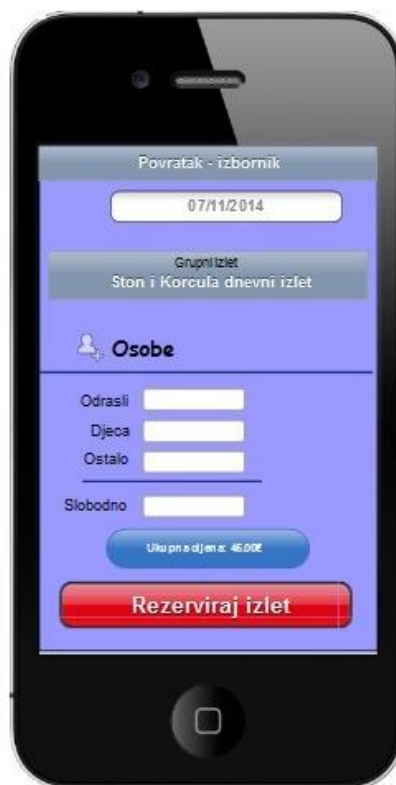 Povratak - izbornik
07/11/2014
Grupni izlet
Ston i Korcula dnevni izlet
Osobe
Odrasli
Djeca
Ostalo
Slobodno
Ukupna cijena: 45.00€
Rezerviraj izlet